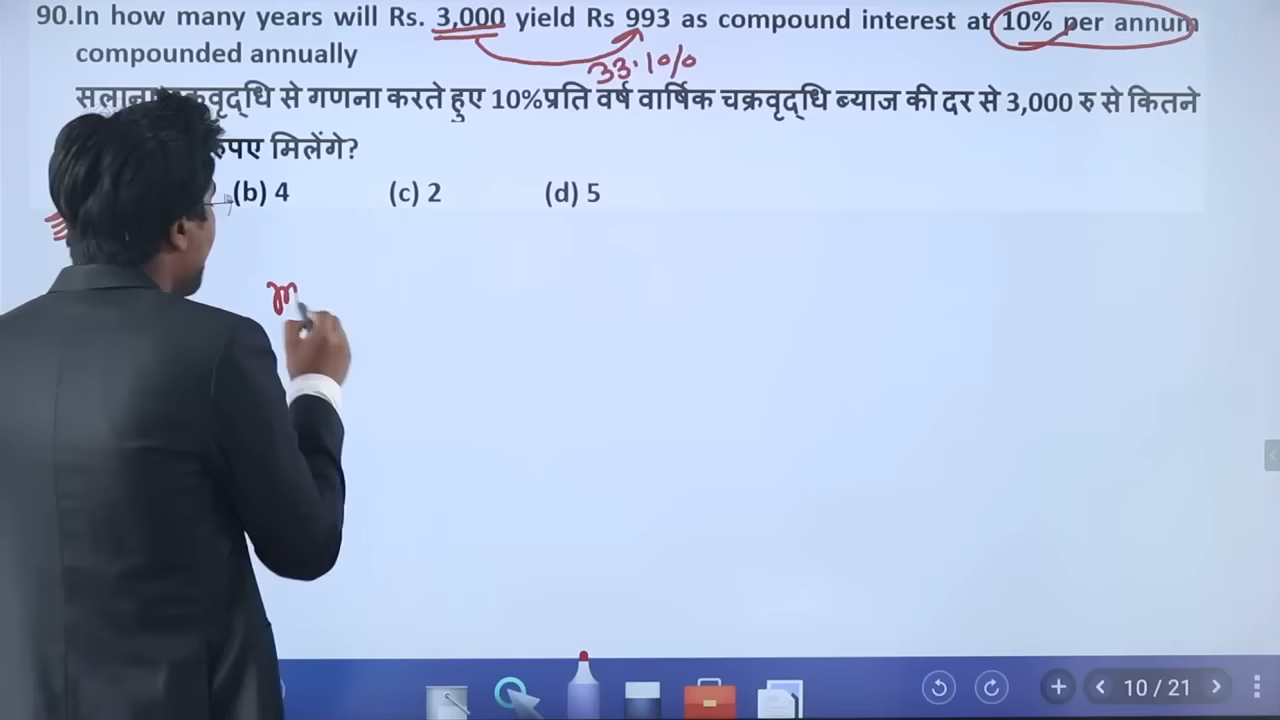 90.In how many years will Rs. 3,000 yield Rs 993 as compound interest at 10% per annum
compounded annually
33.10%
से गणना करते हुए 10%प्रति वर्ष वार्षिक चक्रवृद्धि ब्याज की दर से 3,000 रु से कितने
रुपए मिलेंगे?
(b) 4 (c) 2 (d) 5
10 / 21